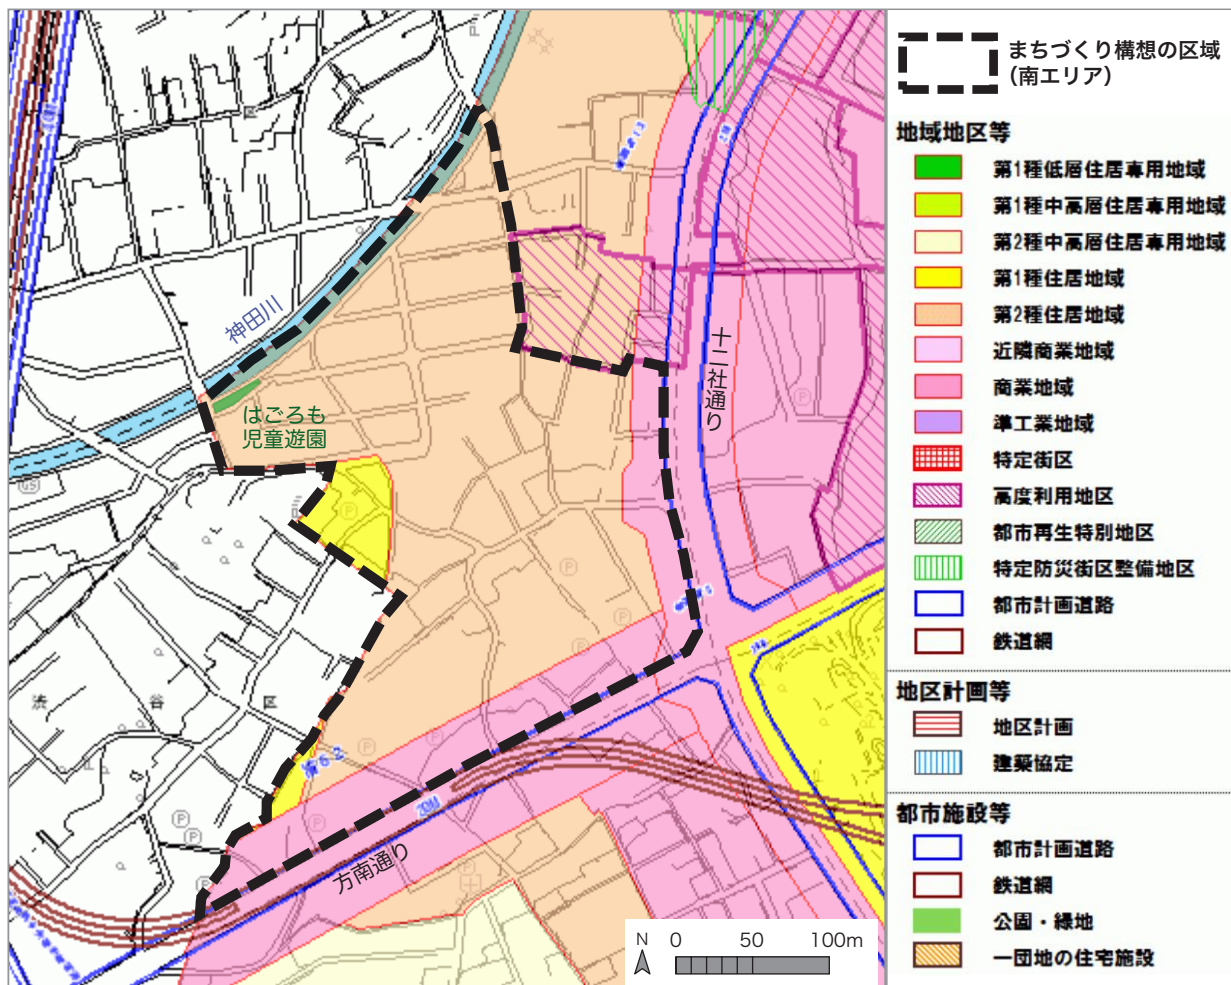 神田川
はごろも
児童遊園
十二社通り
渋 谷 区
方南通り
N 0 50 100m
まちづくり構想の区域
（南エリア）
地域地区等
第1種低層住居専用地域
第1種中高層住居専用地域
第2種中高層住居専用地域
第1種住居地域
第2種住居地域
近隣商業地域
商業地域
準工業地域
特定街区
高度利用地区
都市再生特別地区
特定防災街区整備地区
都市計画道路
鉄道網
地区計画等
地区計画
建築協定
都市施設等
都市計画道路
鉄道網
公園・緑地
一団地の住宅施設